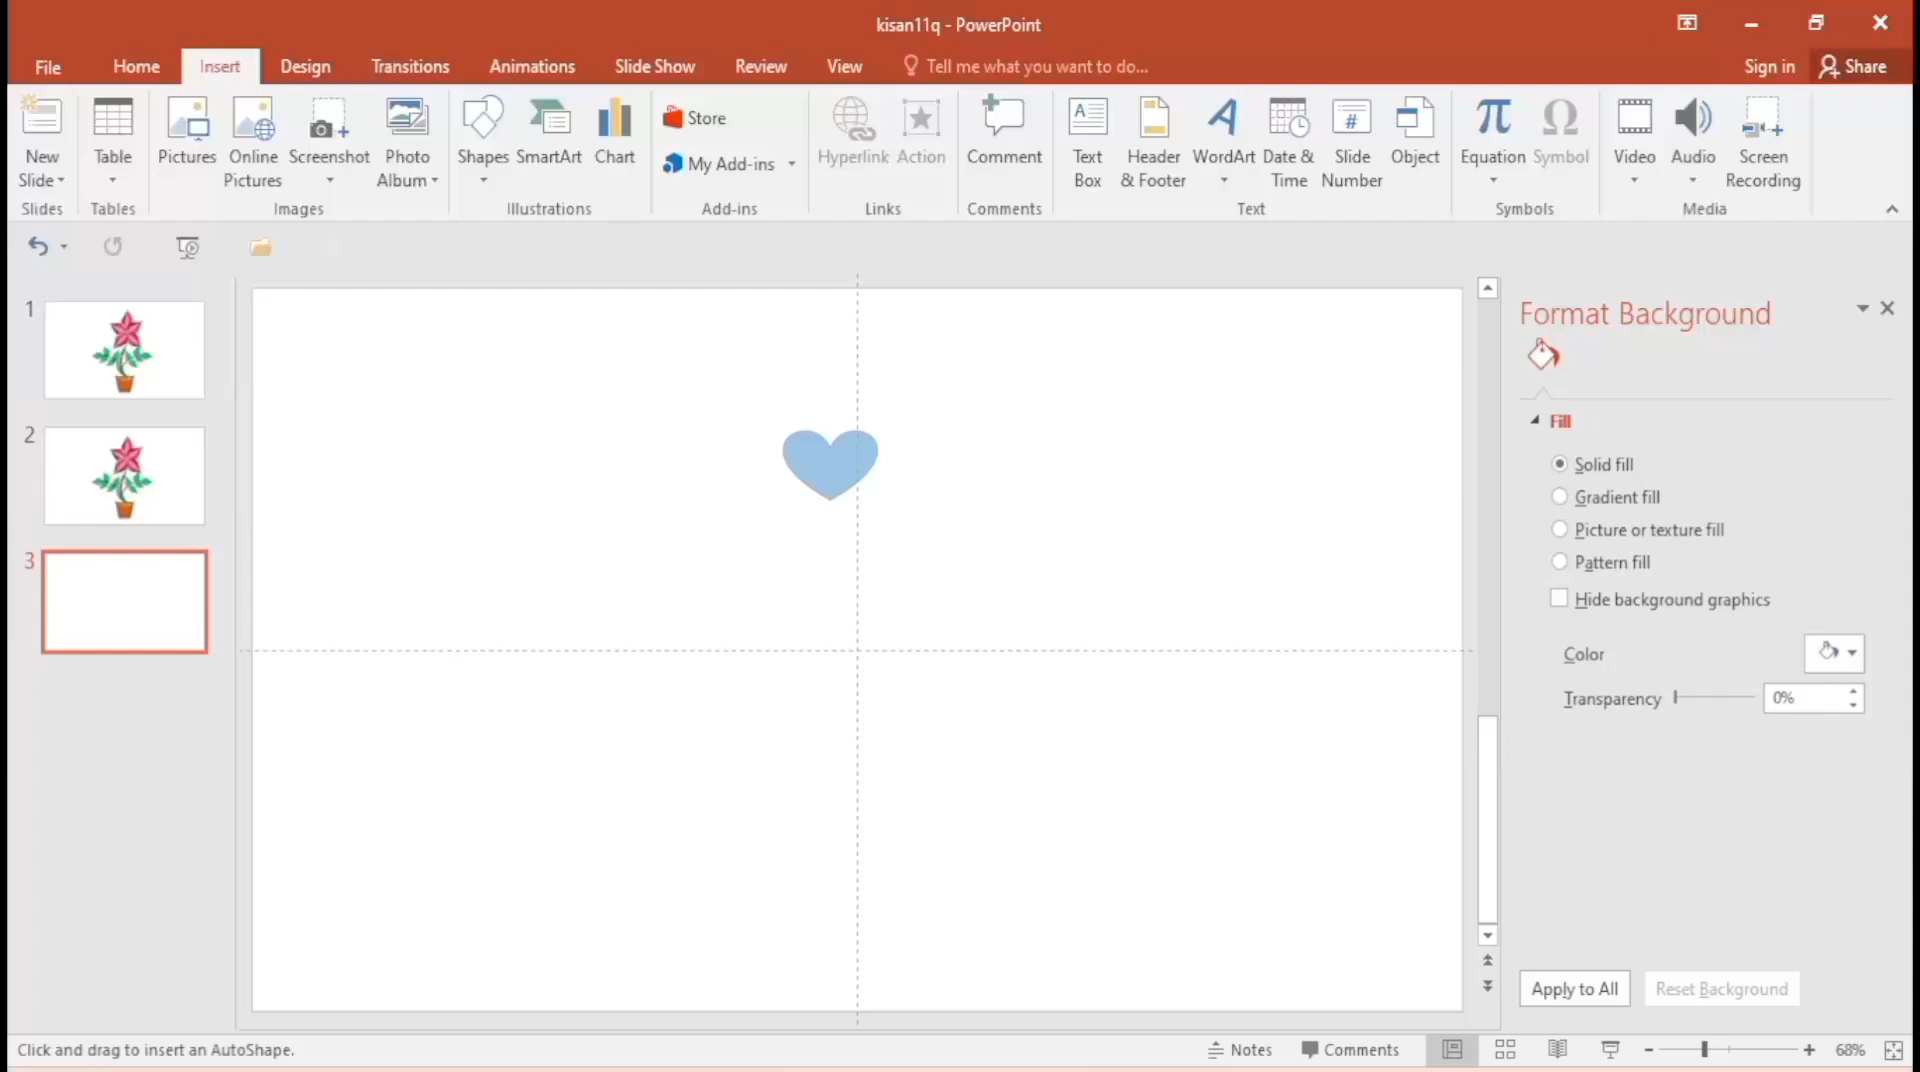 kisan11q - PowerPoint
File Home Insert Design Transitions Animations Slide Show Review View Tell me what you want to do... Sign in Share
New Slide Table Pictures Online Pictures Screenshot Photo Album Shapes SmartArt Chart Store My Add-ins Hyperlink Action Comment Text Box Header & Footer WordArt Date & Time Slide Number Object Equation Symbol Video Audio Screen Recording
Slides Tables Images Illustrations Add-ins Links Comments Text Symbols Media
1
2
3
Format Background
Fill
Solid fill
Gradient fill
Picture or texture fill
Pattern fill
Hide background graphics
Color
Transparency 0%
Apply to All Reset Background
Click and drag to insert an AutoShape. Notes Comments 68%